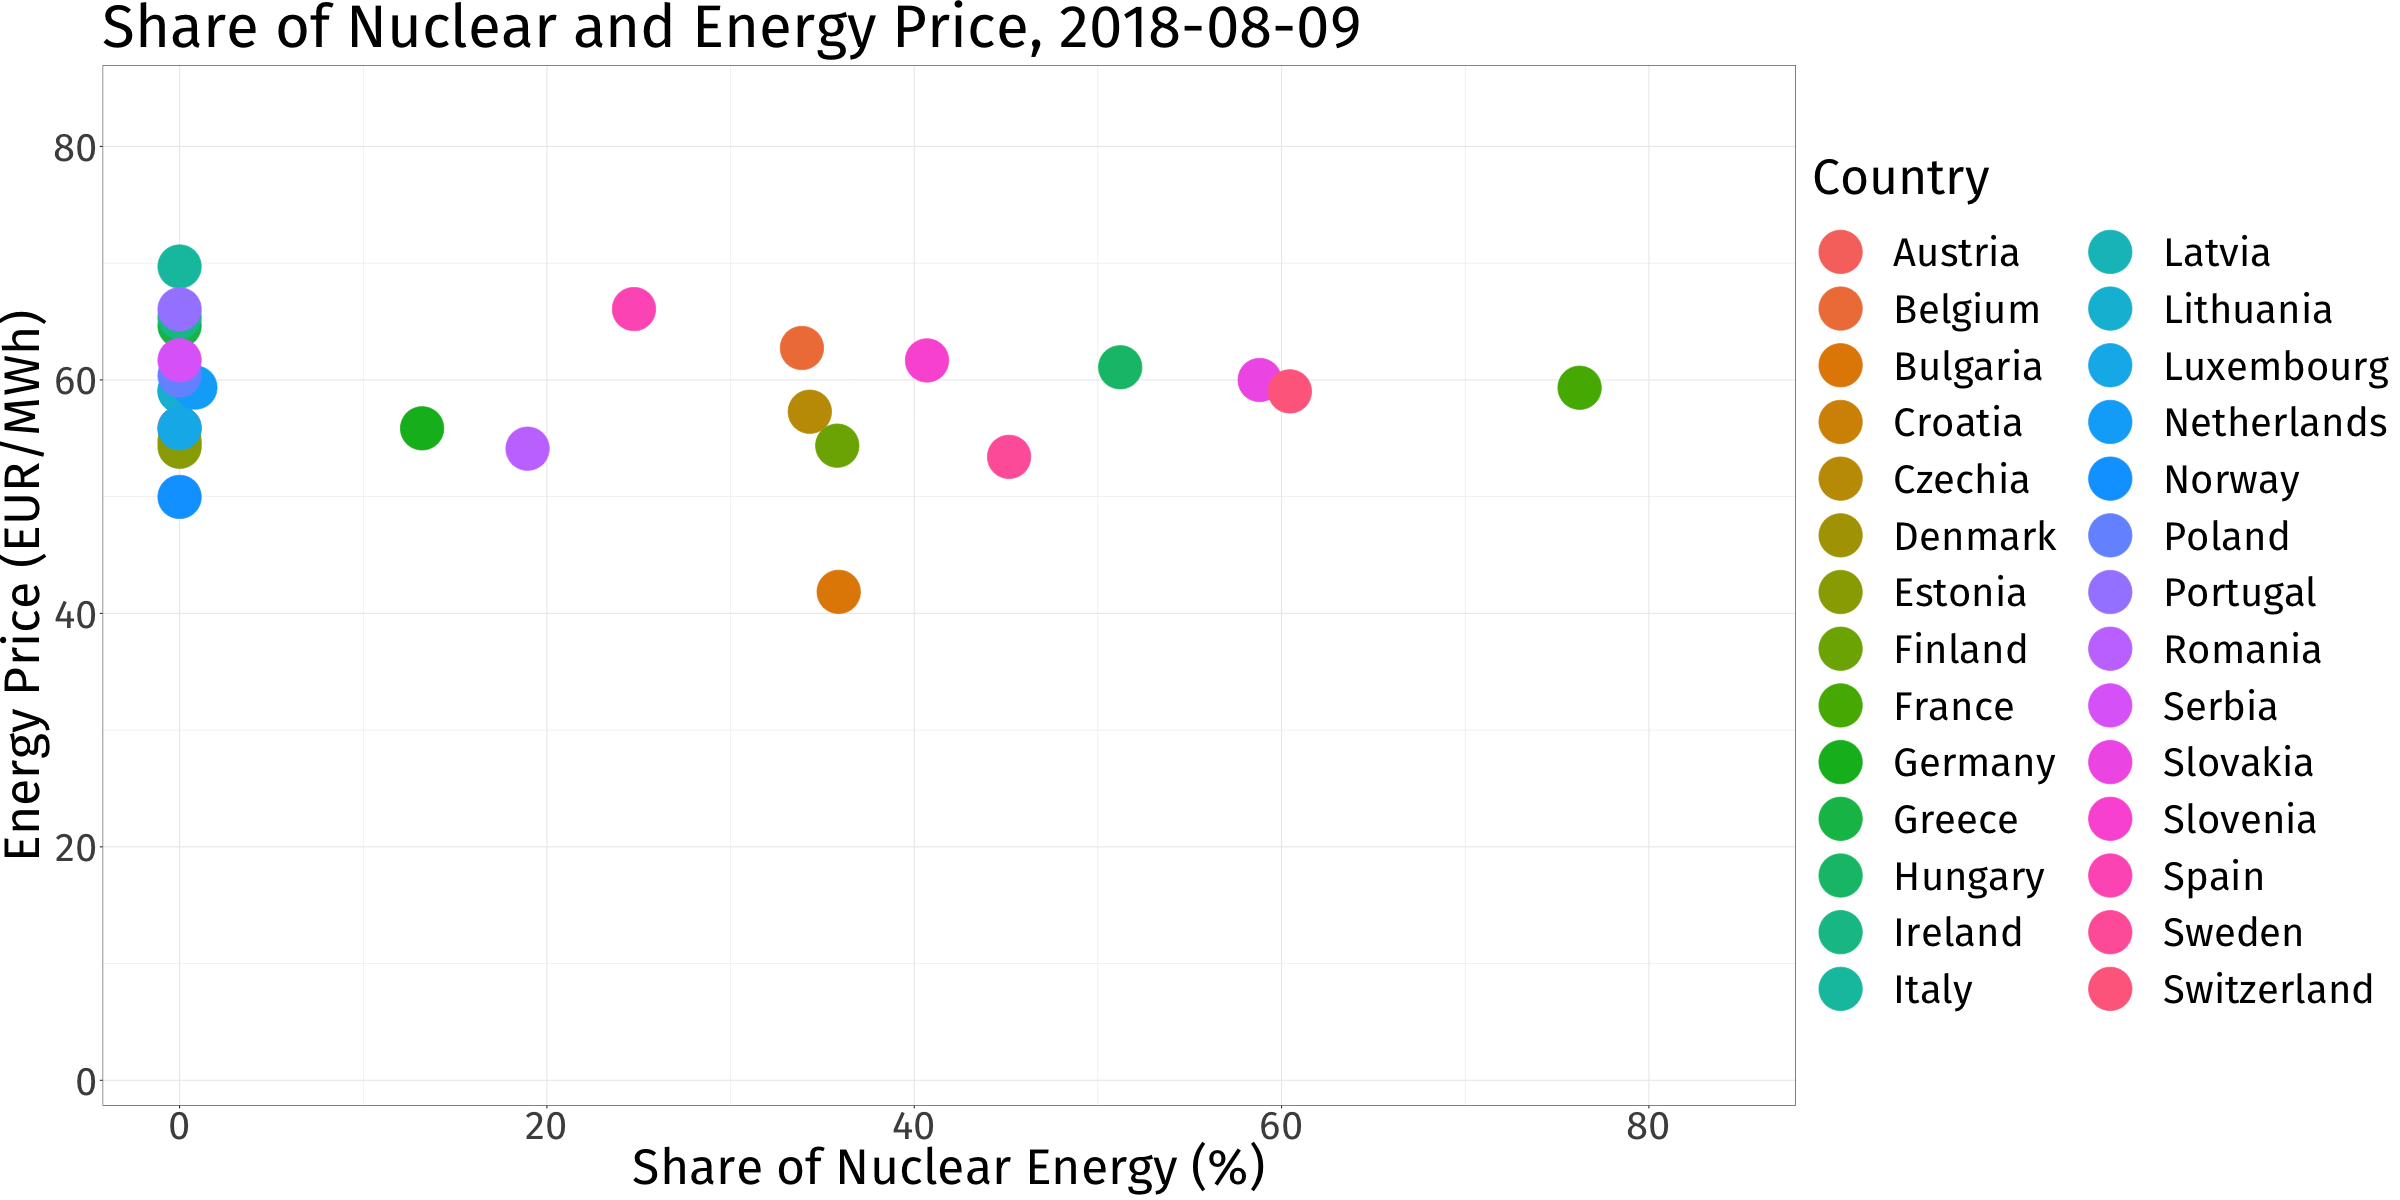 Share of Nuclear and Energy Price, 2018-08-09
Energy Price (EUR/MWh)
80
60
40
20
0
0 20 40 60 80
Share of Nuclear Energy (%)
Country
Austria
Belgium
Bulgaria
Croatia
Czechia
Denmark
Estonia
Finland
France
Germany
Greece
Hungary
Ireland
Italy
Latvia
Lithuania
Luxembourg
Netherlands
Norway
Poland
Portugal
Romania
Serbia
Slovakia
Slovenia
Spain
Sweden
Switzerland